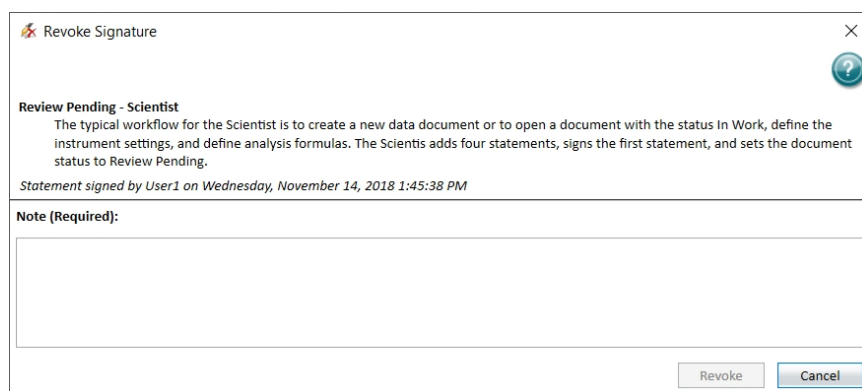 Revoke Signature
?
Review Pending - Scientist
The typical workflow for the Scientist is to create a new data document or to open a document with the status In Work, define the
instrument settings, and define analysis formulas. The Scientis adds four statements, signs the first statement, and sets the document
status to Review Pending.
Statement signed by User1 on Wednesday, November 14, 2018 1:45:38 PM
Note (Required):
Revoke Cancel